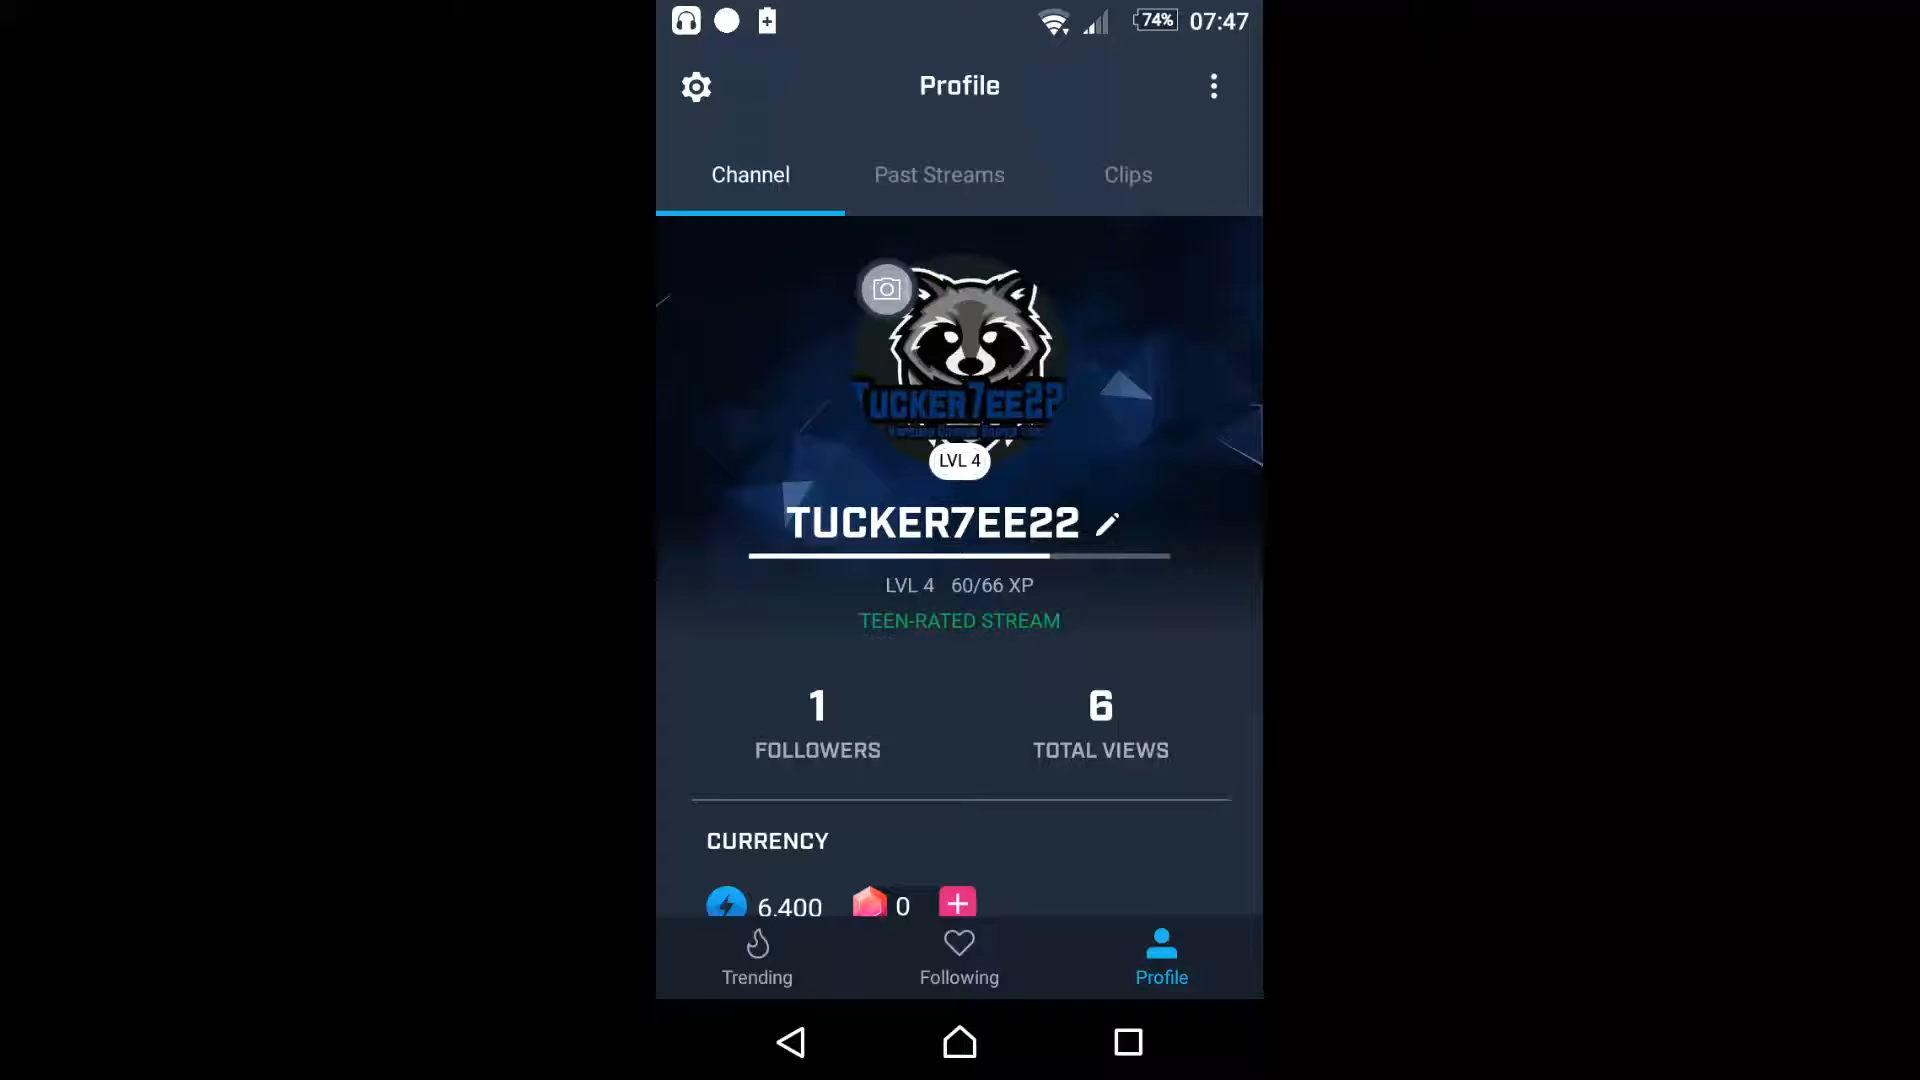 74% 07:47
Profile
Channel Past Streams Clips
TUCKER7EE22
LVL 4
TUCKER7EE22
LVL 4 60/66 XP
TEEN-RATED STREAM
1 6
FOLLOWERS TOTAL VIEWS
CURRENCY
6,400 0
Trending Following Profile